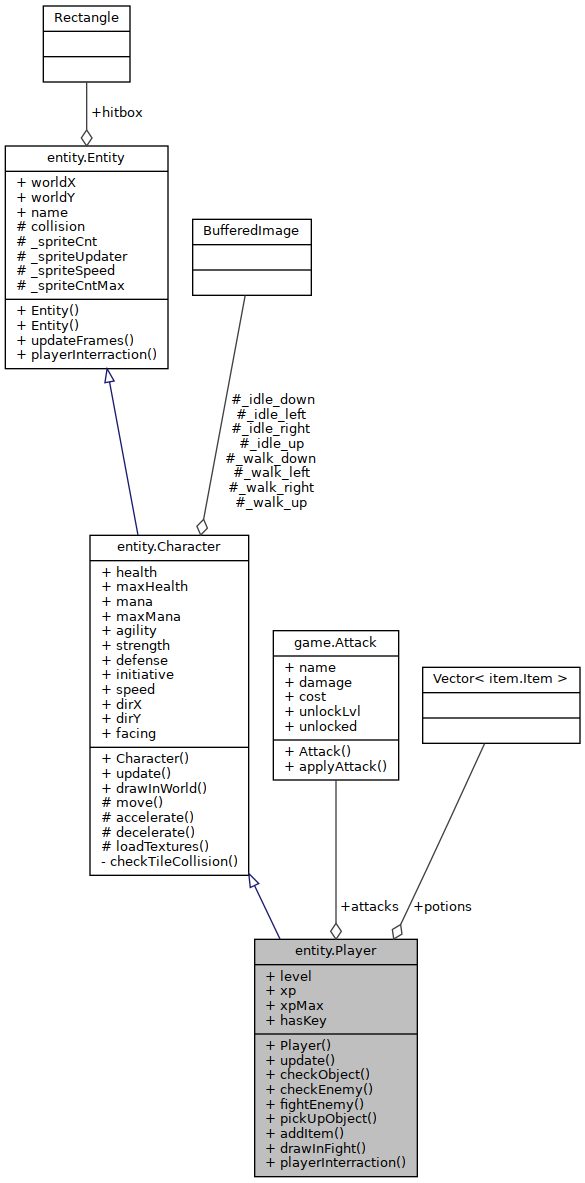 Rectangle
+hitbox
entity.Entity
+ worldX
+ worldY
+ name
# collision
# _spriteCnt
# _spriteUpdater
# _spriteSpeed
# _spriteCntMax
+ Entity()
+ Entity()
+ updateFrames()
+ playerInterraction()
BufferedImage
#_idle_down
#_idle_left
#_idle_right
#_idle_up
#_walk_down
#_walk_left
#_walk_right
#_walk_up
entity.Character
+ health
+ maxHealth
+ mana
+ maxMana
+ agility
+ strength
+ defense
+ initiative
+ speed
+ dirX
+ dirY
+ facing
+ Character()
+ update()
+ drawInWorld()
# move()
# accelerate()
# decelerate()
# loadTextures()
- checkTileCollision()
game.Attack
+ name
+ damage
+ cost
+ unlockLvl
+ unlocked
+ Attack()
+ applyAttack()
Vector< item.Item >
+attacks
+potions
entity.Player
+ level
+ xp
+ xpMax
+ hasKey
+ Player()
+ update()
+ checkObject()
+ checkEnemy()
+ fightEnemy()
+ pickUpObject()
+ addItem()
+ drawInFight()
+ playerInterraction()